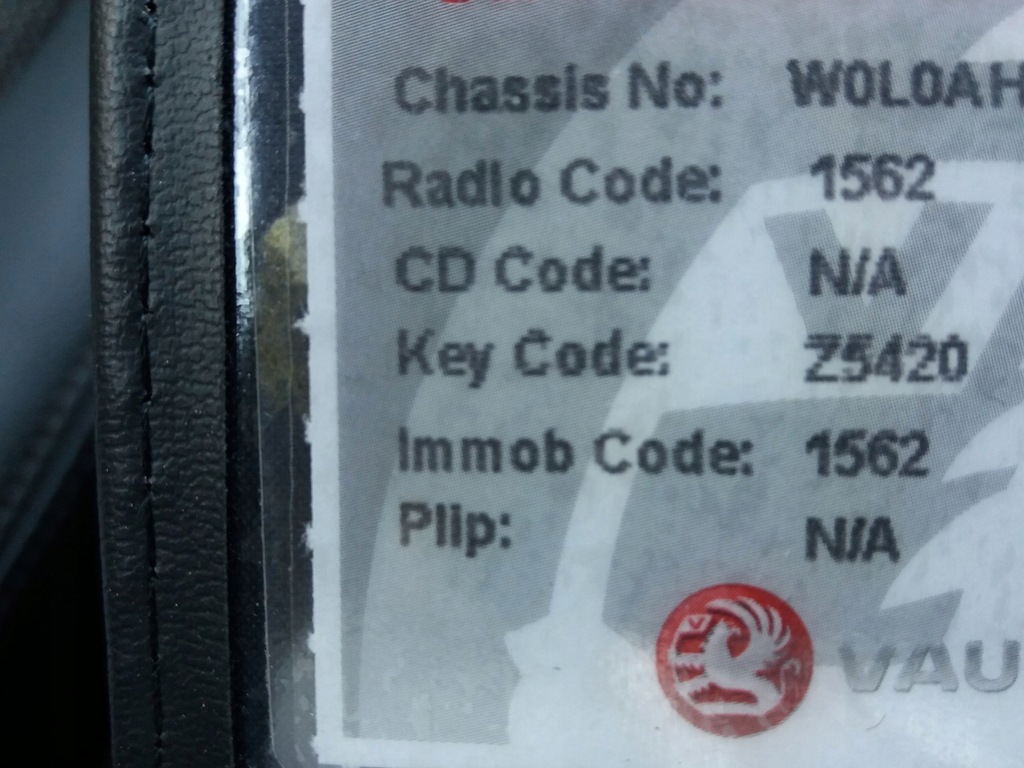 Chassis No: W0L0AH
Radio Code: 1562
CD Code: N/A
Key Code: Z5420
Immob Code: 1562
Plip: N/A
V
VAU